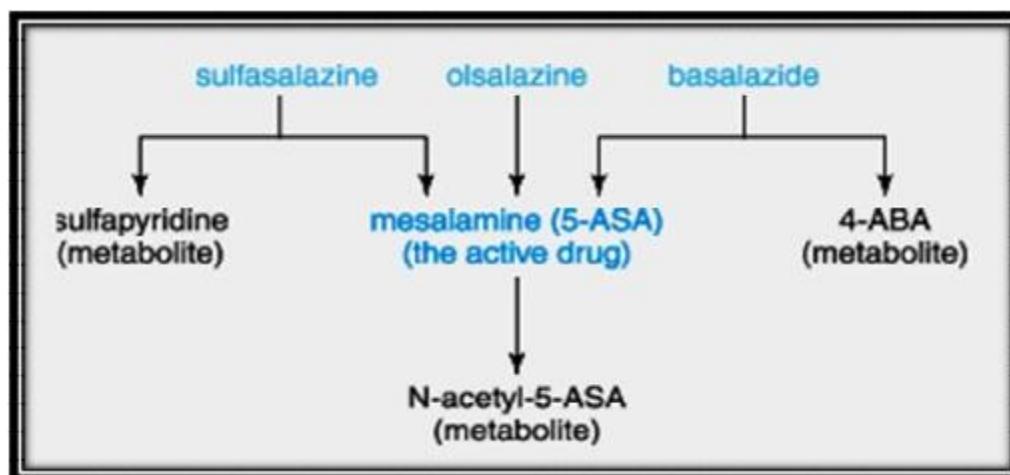 sulfasalazine olsalazine basalazide
sulfapyridine mesalamine (5-ASA) 4-ABA
(metabolite) (the active drug) (metabolite)
N-acetyl-5-ASA
(metabolite)